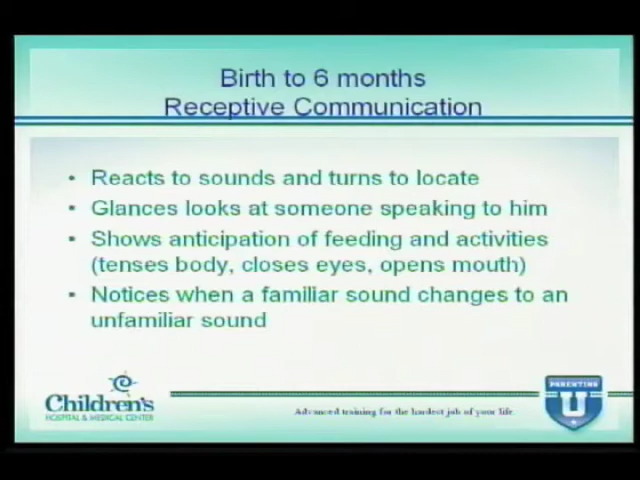 Birth to 6 months
Receptive Communication
• Reacts to sounds and turns to locate
• Glances looks at someone speaking to him
• Shows anticipation of feeding and activities
(tenses body, closes eyes, opens mouth)
• Notices when a familiar sound changes to an
unfamiliar sound
Children's
HOSPITAL & MEDICAL CENTER
Advanced training for the hardest job of your life.
PARENTING
U